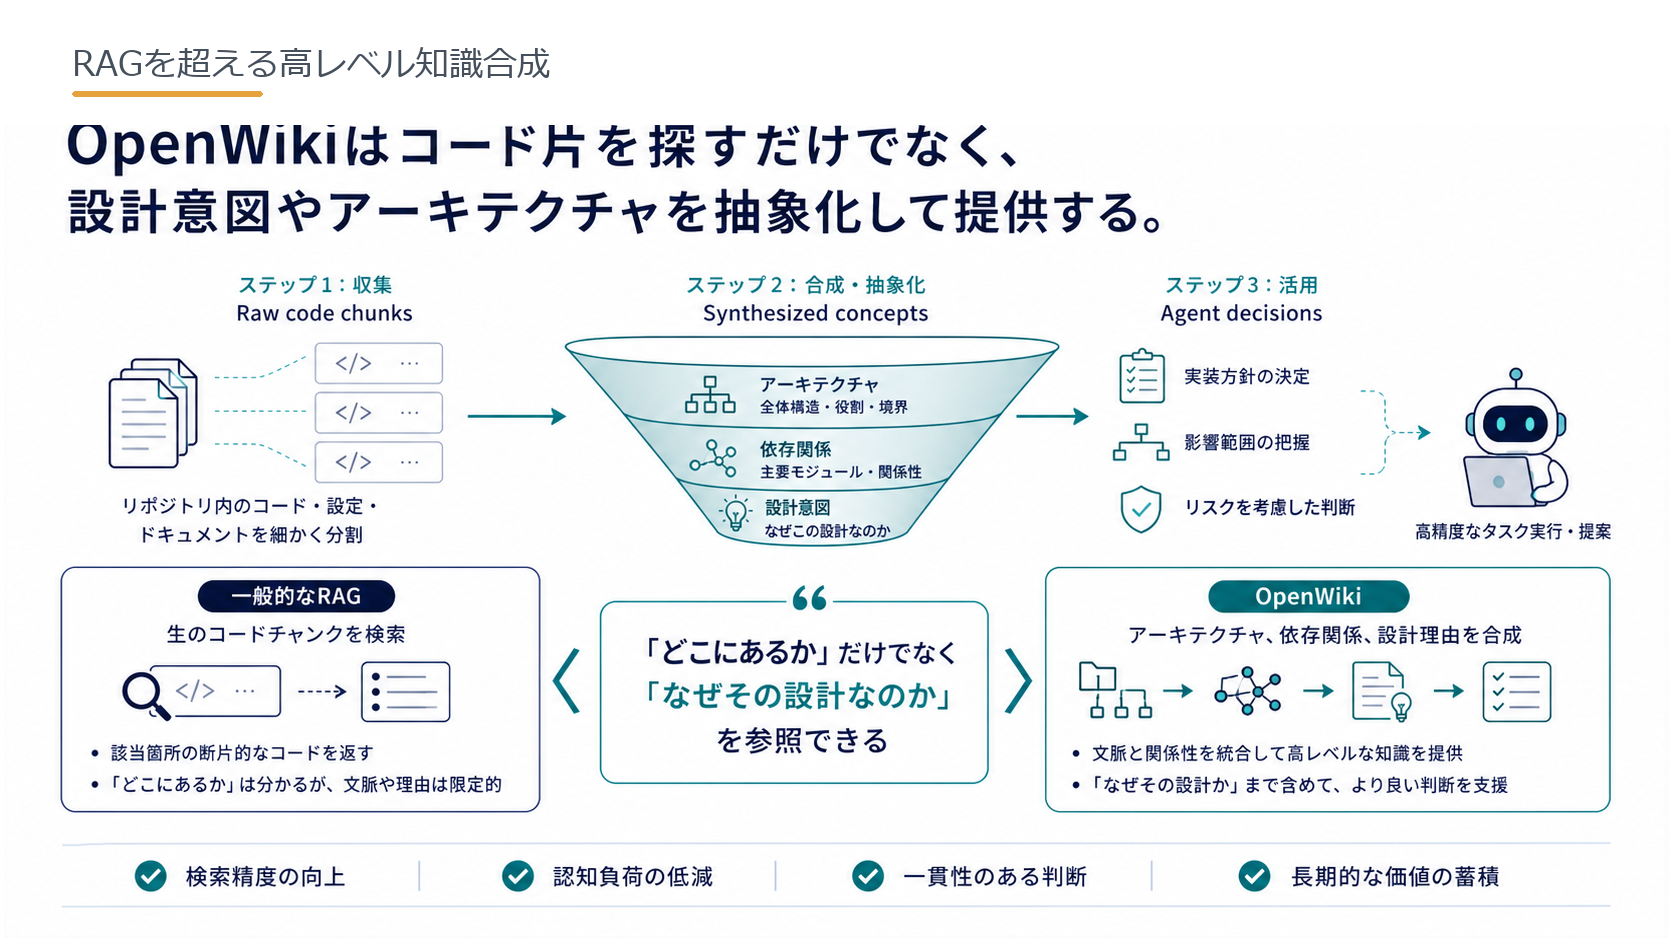 RAGを超える高レベル知識合成
OpenWikiはコード片を探すだけでなく、
設計意図やアーキテクチャを抽象化して提供する。
ステップ1：収集
Raw code chunks
</> ...
</> ...
</> ...
リポジトリ内のコード・設定・
ドキュメントを細かく分割
ステップ2：合成・抽象化
Synthesized concepts
アーキテクチャ
全体構造・役割・境界
依存関係
主要モジュール・関係性
設計意図
なぜこの設計なのか
ステップ3：活用
Agent decisions
実装方針の決定
影響範囲の把握
リスクを考慮した判断
高精度なタスク実行・提案
一般的なRAG
生のコードチャンクを検索
</> ...
• 該当箇所の断片的なコードを返す
• 「どこにあるか」は分かるが、文脈や理由は限定的
“
「どこにあるか」だけでなく
「なぜその設計なのか」
を参照できる
OpenWiki
アーキテクチャ、依存関係、設計理由を合成
• 文脈と関係性を統合して高レベルな知識を提供
• 「なぜその設計か」まで含めて、より良い判断を支援
検索精度の向上
認知負荷の低減
一貫性のある判断
長期的な価値の蓄積